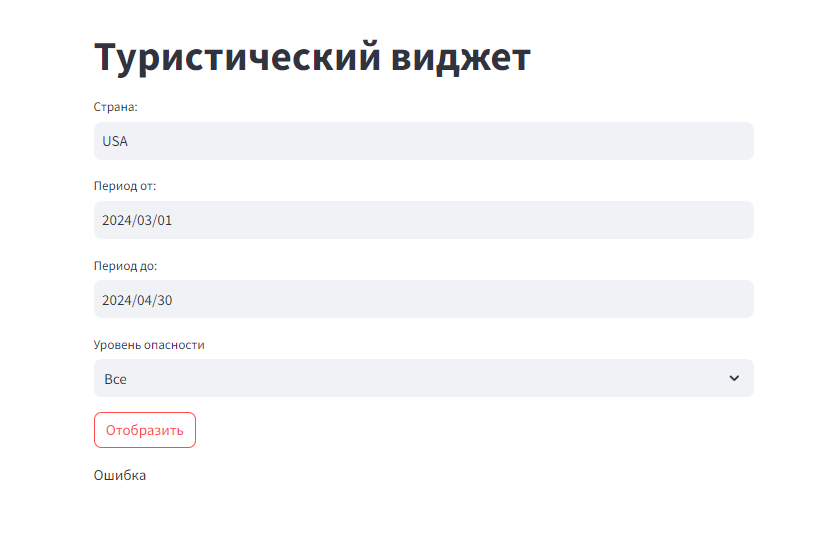 Туристический виджет
Страна:
USA
Период от:
2024/03/01
Период до:
2024/04/30
Уровень опасности
Все
Отобразить
Ошибка